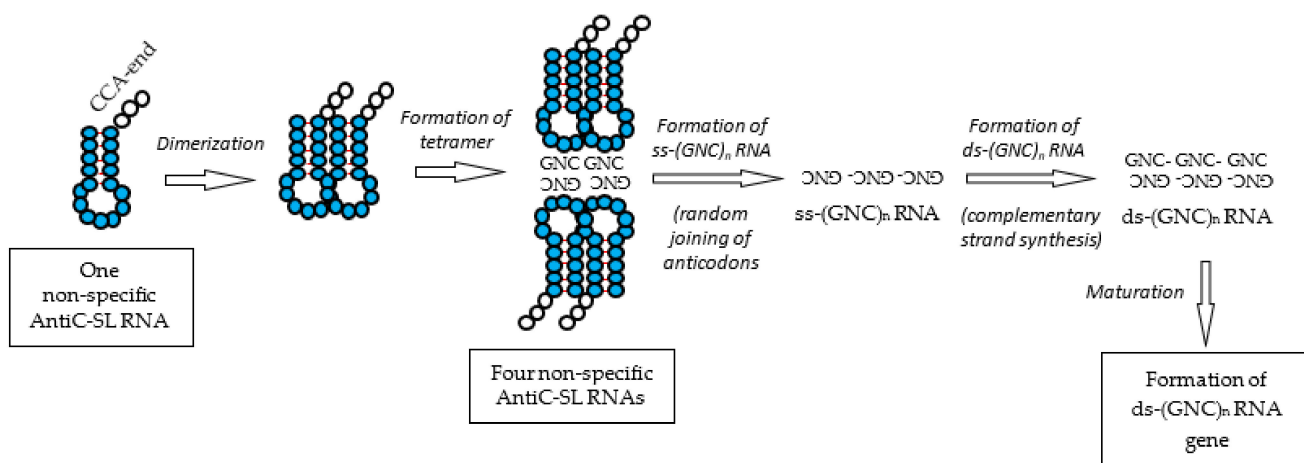 CCA-end
One
non-specific
AntiC-SL RNA
Dimerization
Formation of
tetramer
GNC GNC
GNC GNC
Four non-specific
AntiC-SL RNAs
Formation of
ss-(GNC)n RNA
(random
joining of
anticodons
GNC -GNC -GNC
ss-(GNC)n RNA
Formation of
ds-(GNC)n RNA
(complementary
strand synthesis)
GNC- GNC- GNC
GNC -GNC -GNC
ds-(GNC)n RNA
Maturation
Formation of
ds-(GNC)n RNA
gene